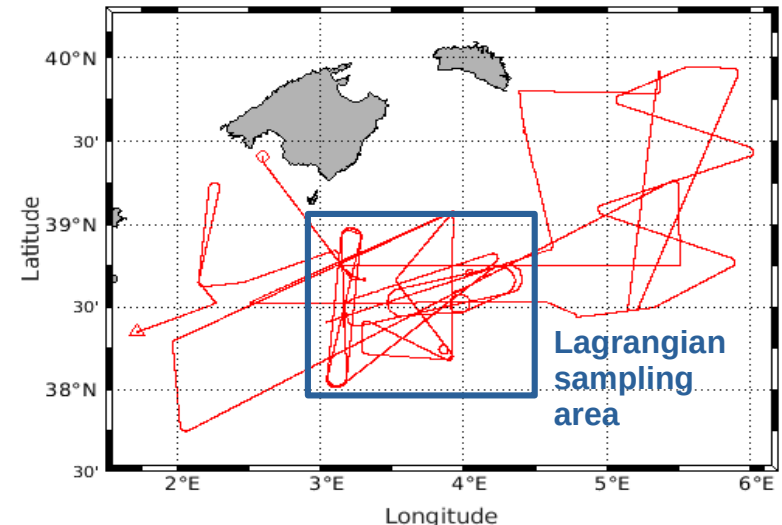 40°N
30'
39°N
30'
38°N
30'
Latitude
2°E
3°E
4°E
5°E
6°E
Longitude
Lagrangian
sampling
area